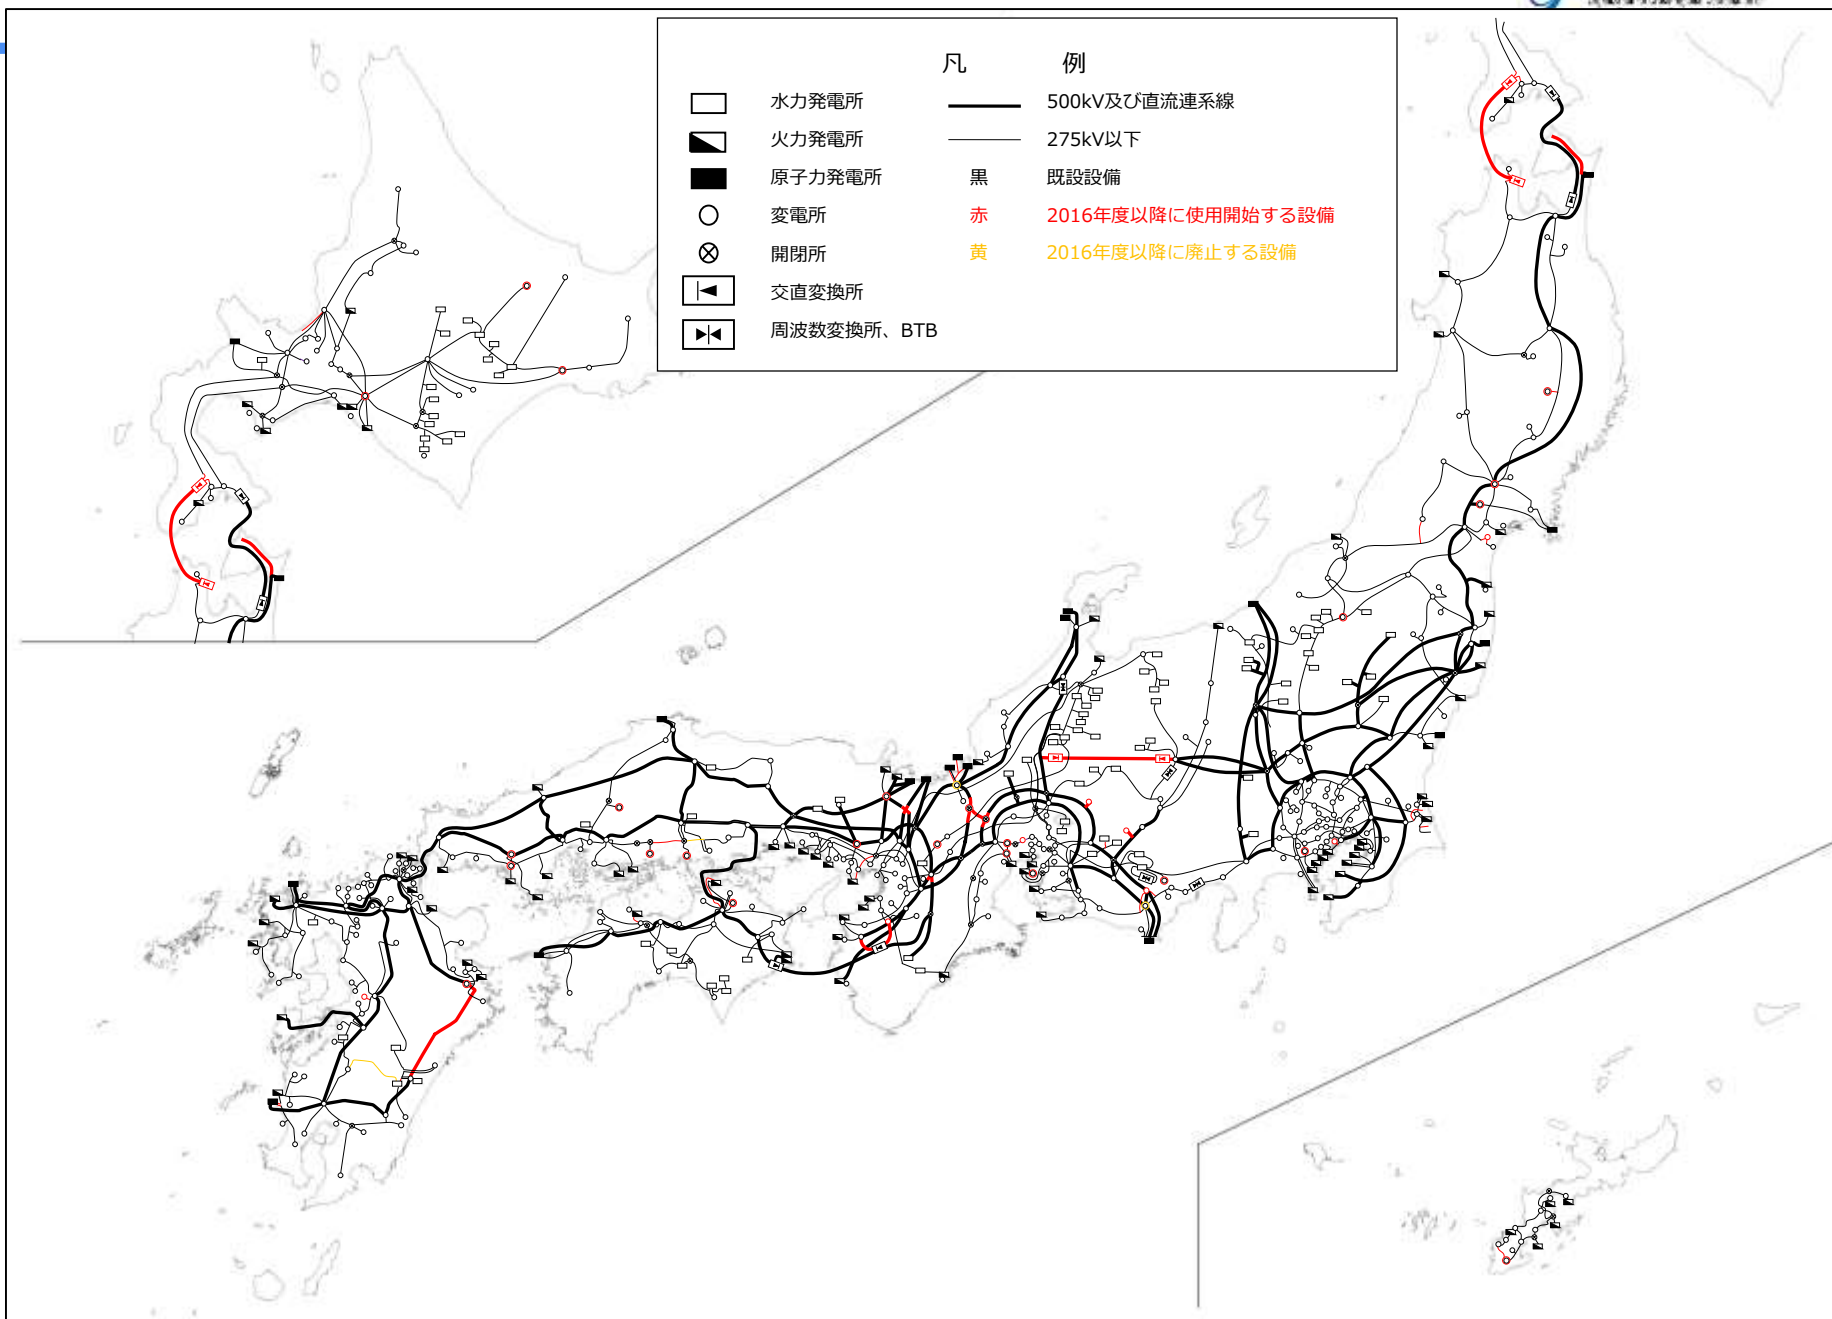 凡 例
水力発電所 500kV及び直流連系線
火力発電所 275kV以下
原子力発電所 黒 既設設備
変電所 赤 2016年度以降に使用開始する設備
開閉所 黄 2016年度以降に廃止する設備
交直変換所
周波数変換所、BTB